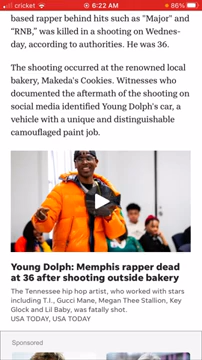 cricket
6:22 AM
86%
based rapper behind hits such as "Major" and
"RNB," was killed in a shooting on Wednes-
day, according to authorities. He was 36.
The shooting occurred at the renowned local
bakery, Makeda's Cookies. Witnesses who
documented the aftermath of the shooting
on social media identified Young Dolph's car, a
vehicle with a unique and distinguishable
camouflaged paint job.
Young Dolph: Memphis rapper dead
at 36 after shooting outside bakery
The Tennessee hip hop artist, who worked with stars
including T.I., Gucci Mane, Megan Thee Stallion, Key
Glock and Lil Baby, was fatally shot.
USA TODAY, USA TODAY
Sponsored